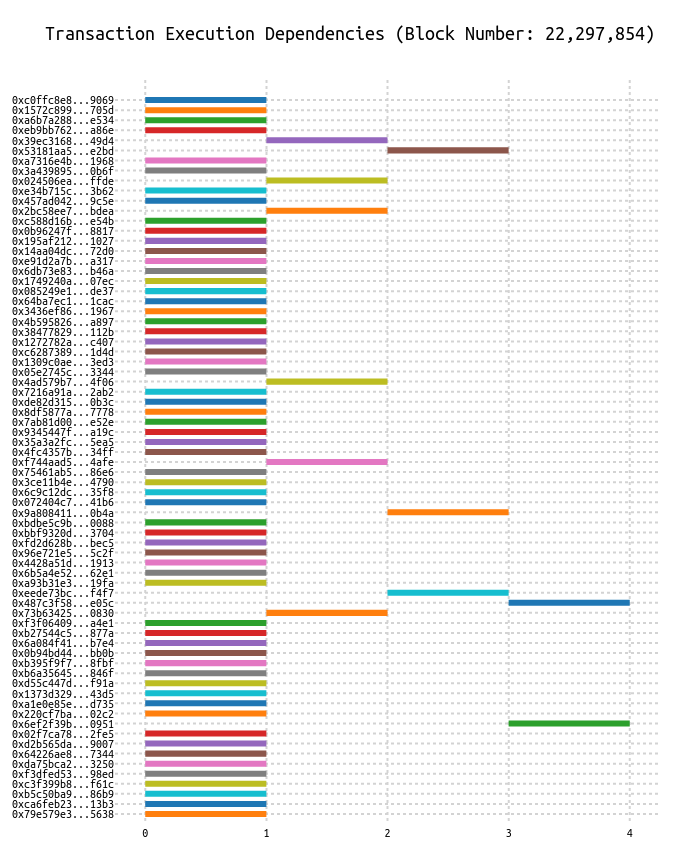 Transaction Execution Dependencies (Block Number: 22,297,854)
0xc0ffc8e8...9069
0x1572c899...705d
0xa6b7a288...e534
0xeb9bb762...a86e
0x39ec3168...49d4
0x53181aa5...e2bd
0xa7316e4b...1968
0x3a439895...0b6f
0x024506ea...ffde
0xe34b715c...3b62
0x457ad042...9c5e
0x2bc58ee7...bdea
0xc588d16b...e54b
0x0b96247f...8817
0x195af212...1027
0x14aa04dc...72d0
0xe91d2a7b...a317
0x6db73e83...b46a
0x1749240a...07ec
0x085249e1...de37
0x64ba7ec1...1cac
0x3436ef86...1967
0x4b595826...a897
0x38477829...112b
0x1272782a...c407
0xc6287389...1d4d
0x1309c0ae...3ed3
0x05e2745c...3344
0x4ad579b7...4f06
0x7216a91a...2ab2
0xde82d315...0b3c
0x8df5877a...7778
0x7ab81d00...e52e
0x9345447f...a19c
0x35a3a2fc...5ea5
0x4fc4357b...34ff
0xf744aad5...4afe
0x75461ab5...86e6
0x3ce11b4e...4790
0x6c9c12dc...35f8
0x072404c7...41b6
0x9a808411...0b4a
0xbdbe5c9b...0088
0xbbf9320d...3704
0xfd2d628b...bec5
0x96e721e5...5c2f
0x4428a51d...1913
0x6b5a4e52...62e1
0xa93b31e3...19fa
0xeede73bc...f4f7
0x487c3f58...e05c
0x73b63425...0830
0xf3f06409...a4e1
0xb27544c5...877a
0x6a084f41...b7e4
0x0b94bd44...bb0b
0xb395f9f7...8fbf
0xb6a35645...846f
0xd55c447d...f91a
0x1373d329...43d5
0xa1e0e85e...d735
0x220cf7ba...02c2
0x6ef2f39b...0951
0x02f7ca78...2fe5
0xd2b565da...9007
0x64226ae8...7344
0xda75bca2...3250
0xf3dfed53...98ed
0xc3f399b8...f61c
0xb5c50ba9...86b9
0xca6feb23...13b3
0x79e579e3...5638
0 1 2 3 4